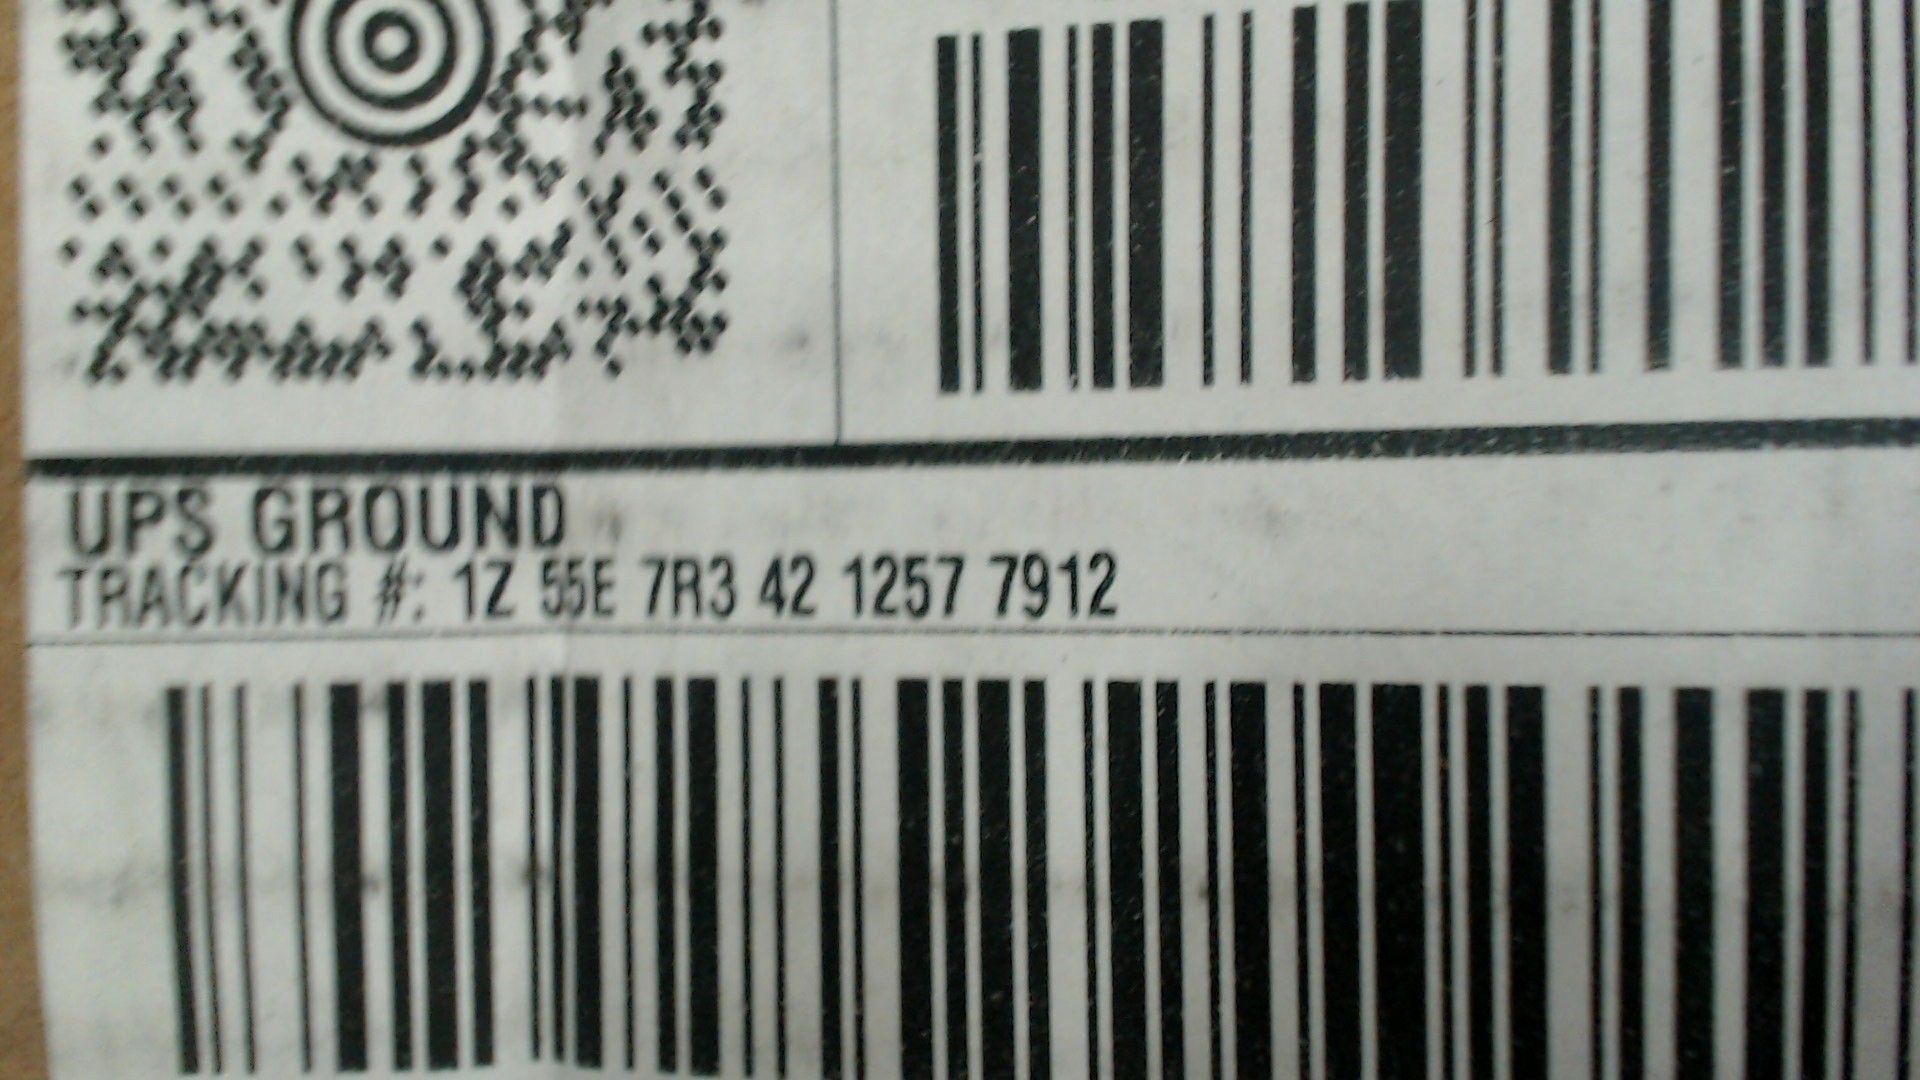 UPS GROUND
TRACKING #: 1Z 55E 7R3 42 1257 7912